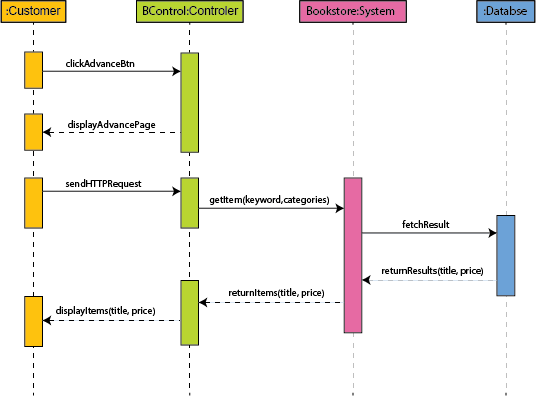 :Customer
BControl:Controler
Bookstore:System
:Databse
clickAdvanceBtn
displayAdvancePage
sendHTTPRequest
getItem(keyword,categories)
fetchResult
returnResults(title, price)
returnItems(title, price)
displayItems(title, price)